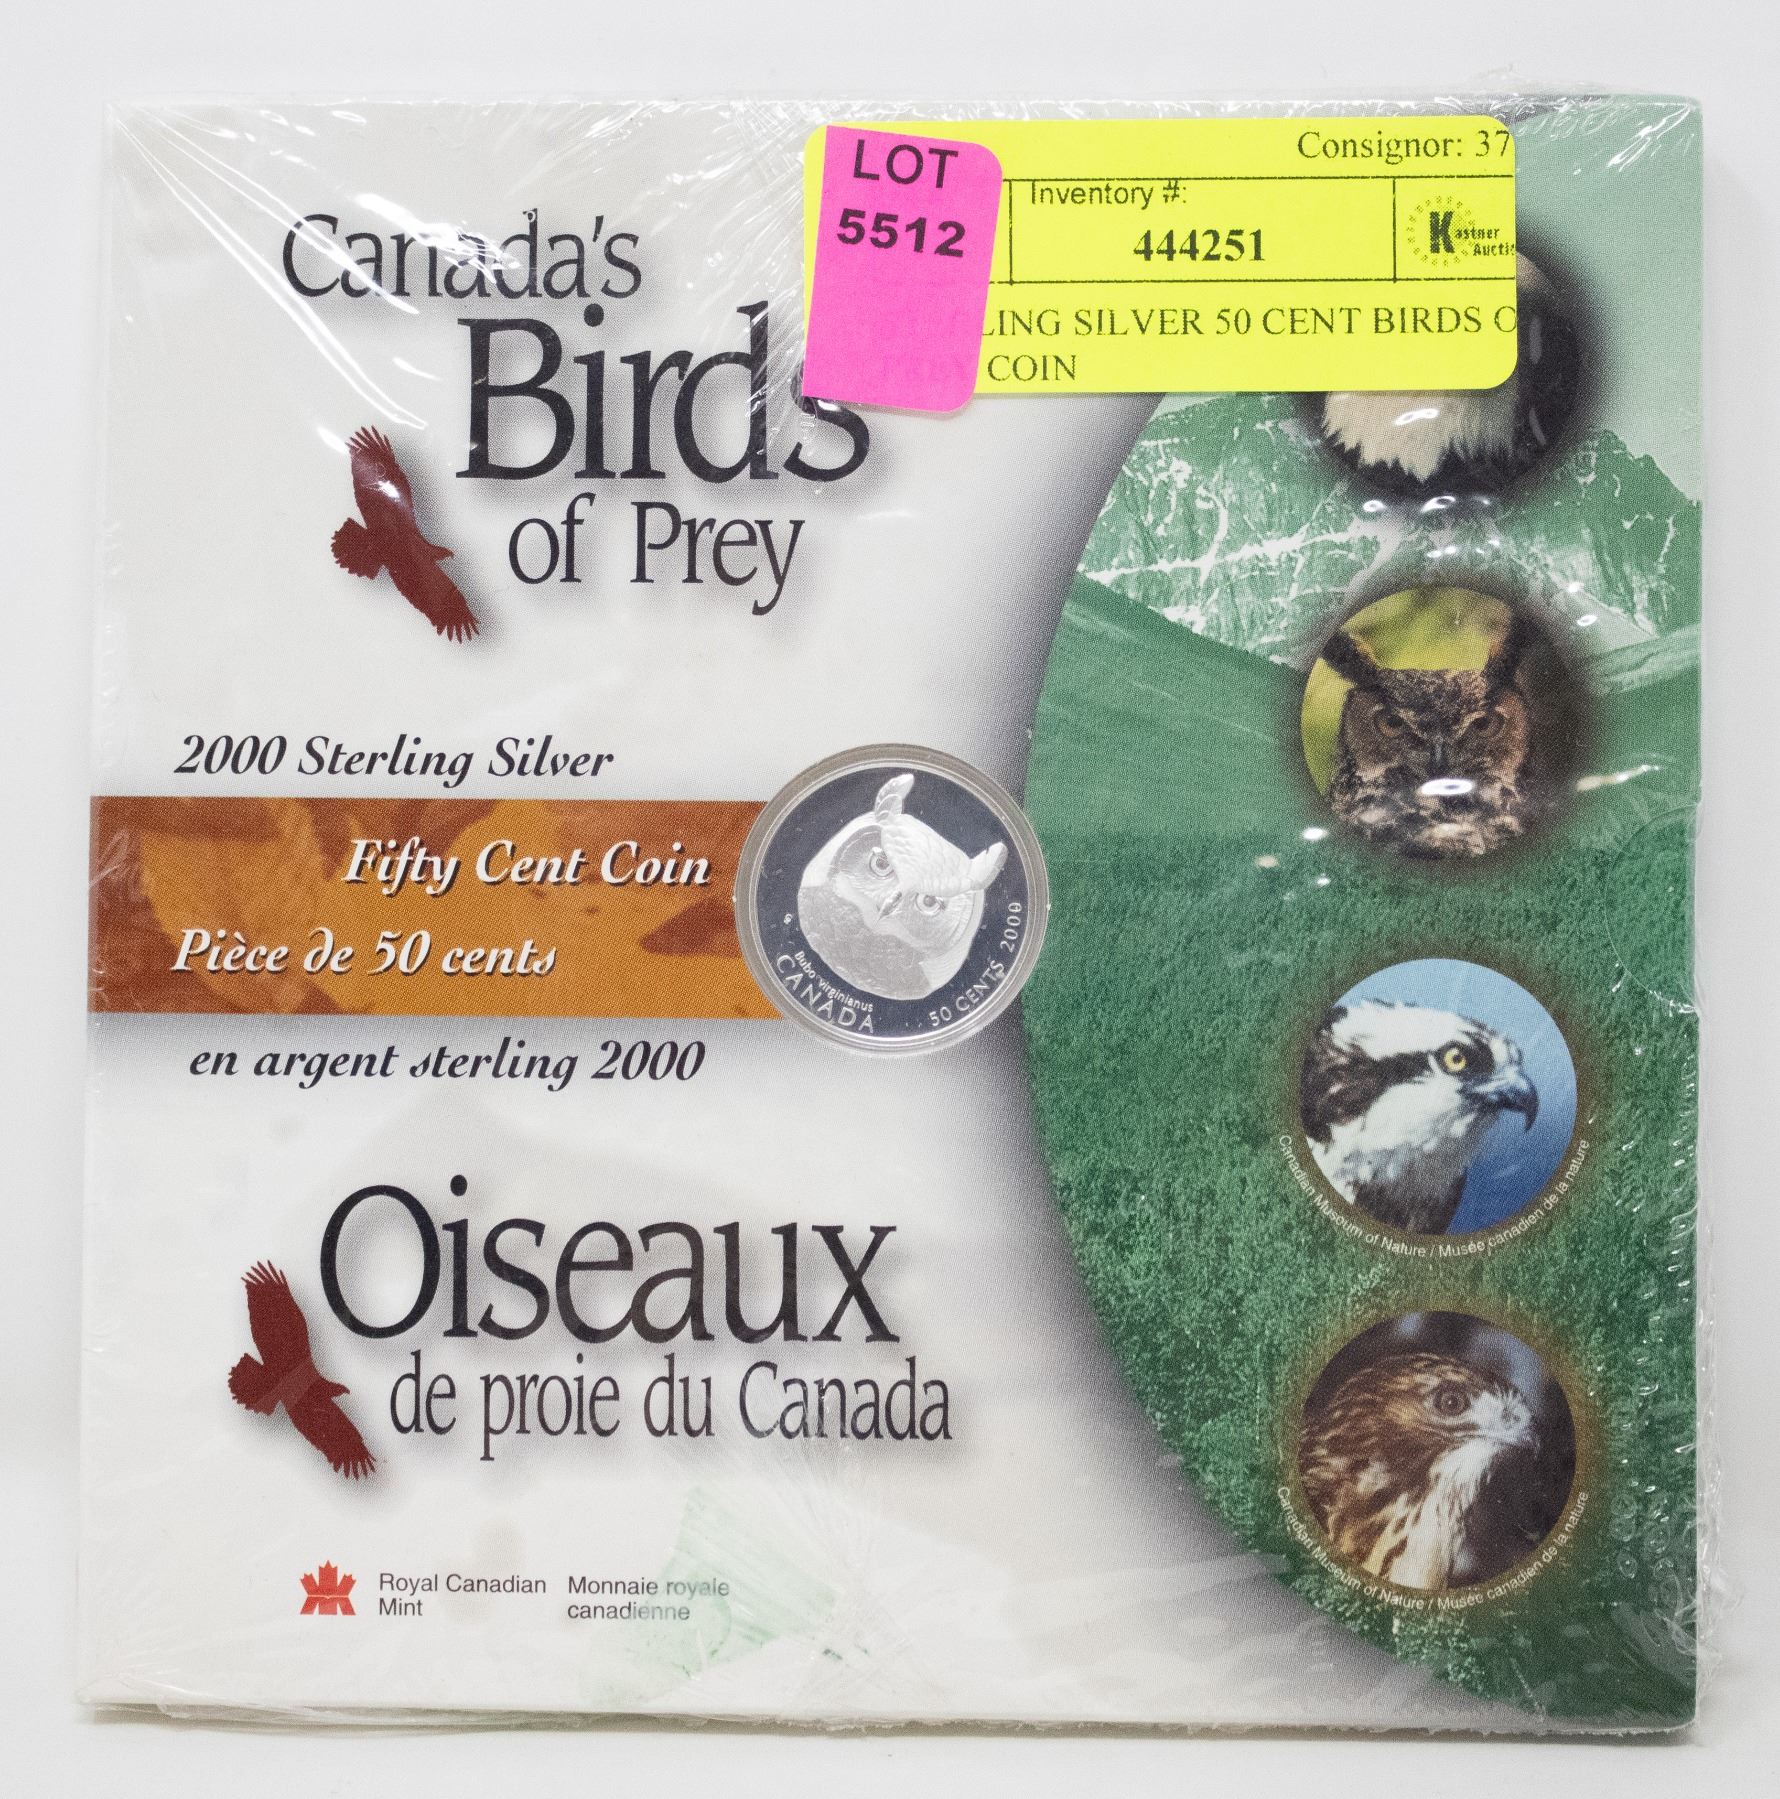 Consignor: 37
LOT
5512
Inventory #:
444251
Kastner
Aucti
LING SILVER 50 CENT BIRDS O
COIN
Canada's
Birds
of Prey
2000 Sterling Silver
Fifty Cent Coin
Pièce de 50 cents
en argent sterling 2000
Bubo virginianus
CANADA
50 CENTS 2000
Oiseaux
de proie du Canada
Canadian Museum of Nature / Musée canadien de la nature
Canadian Museum of Nature / Musée canadien de la nature
Royal Canadian
Mint
Monnaie royale
canadienne